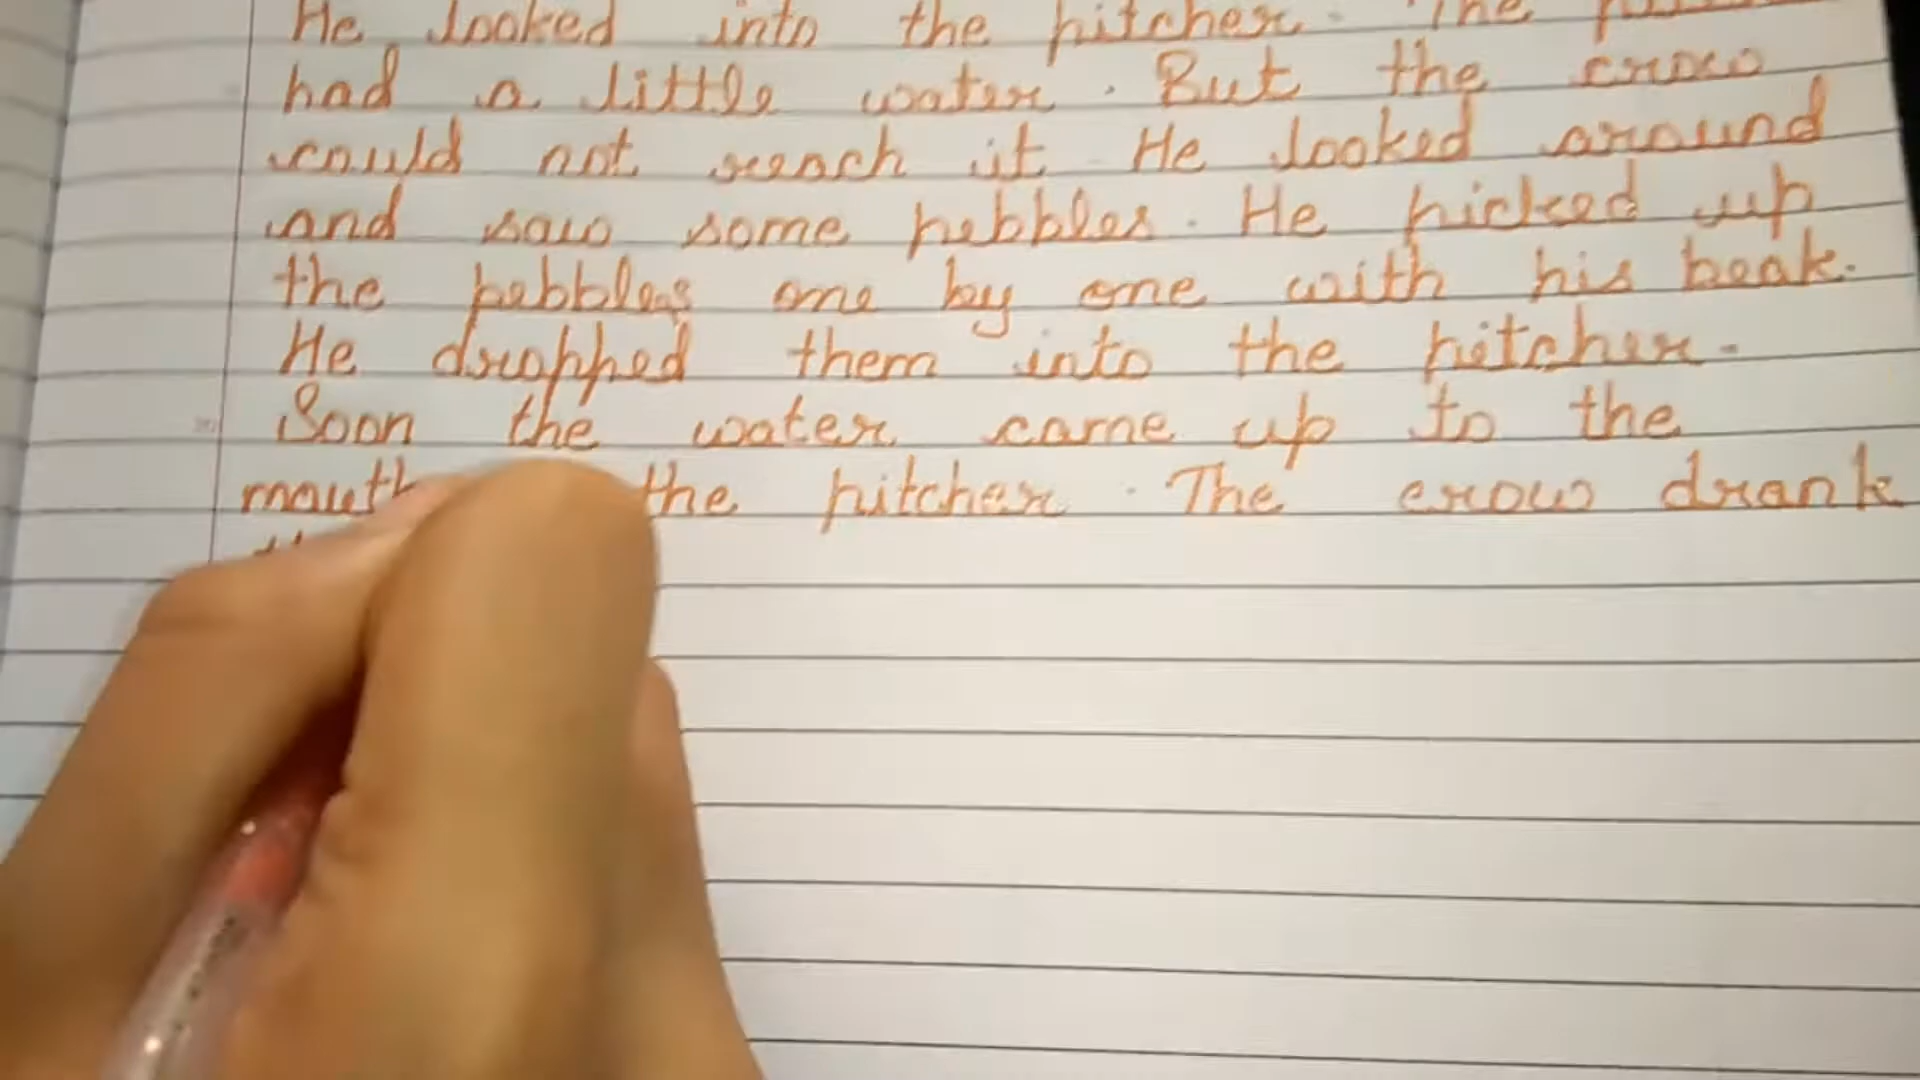 He looked into the pitcher. The
had a little water. But the crow
could not reach it. He looked around
and saw some pebbles. He picked up
the pebbles one by one with his beak.
He dropped them into the pitcher.
Soon the water came up to the
mouth the pitcher. The crow drank